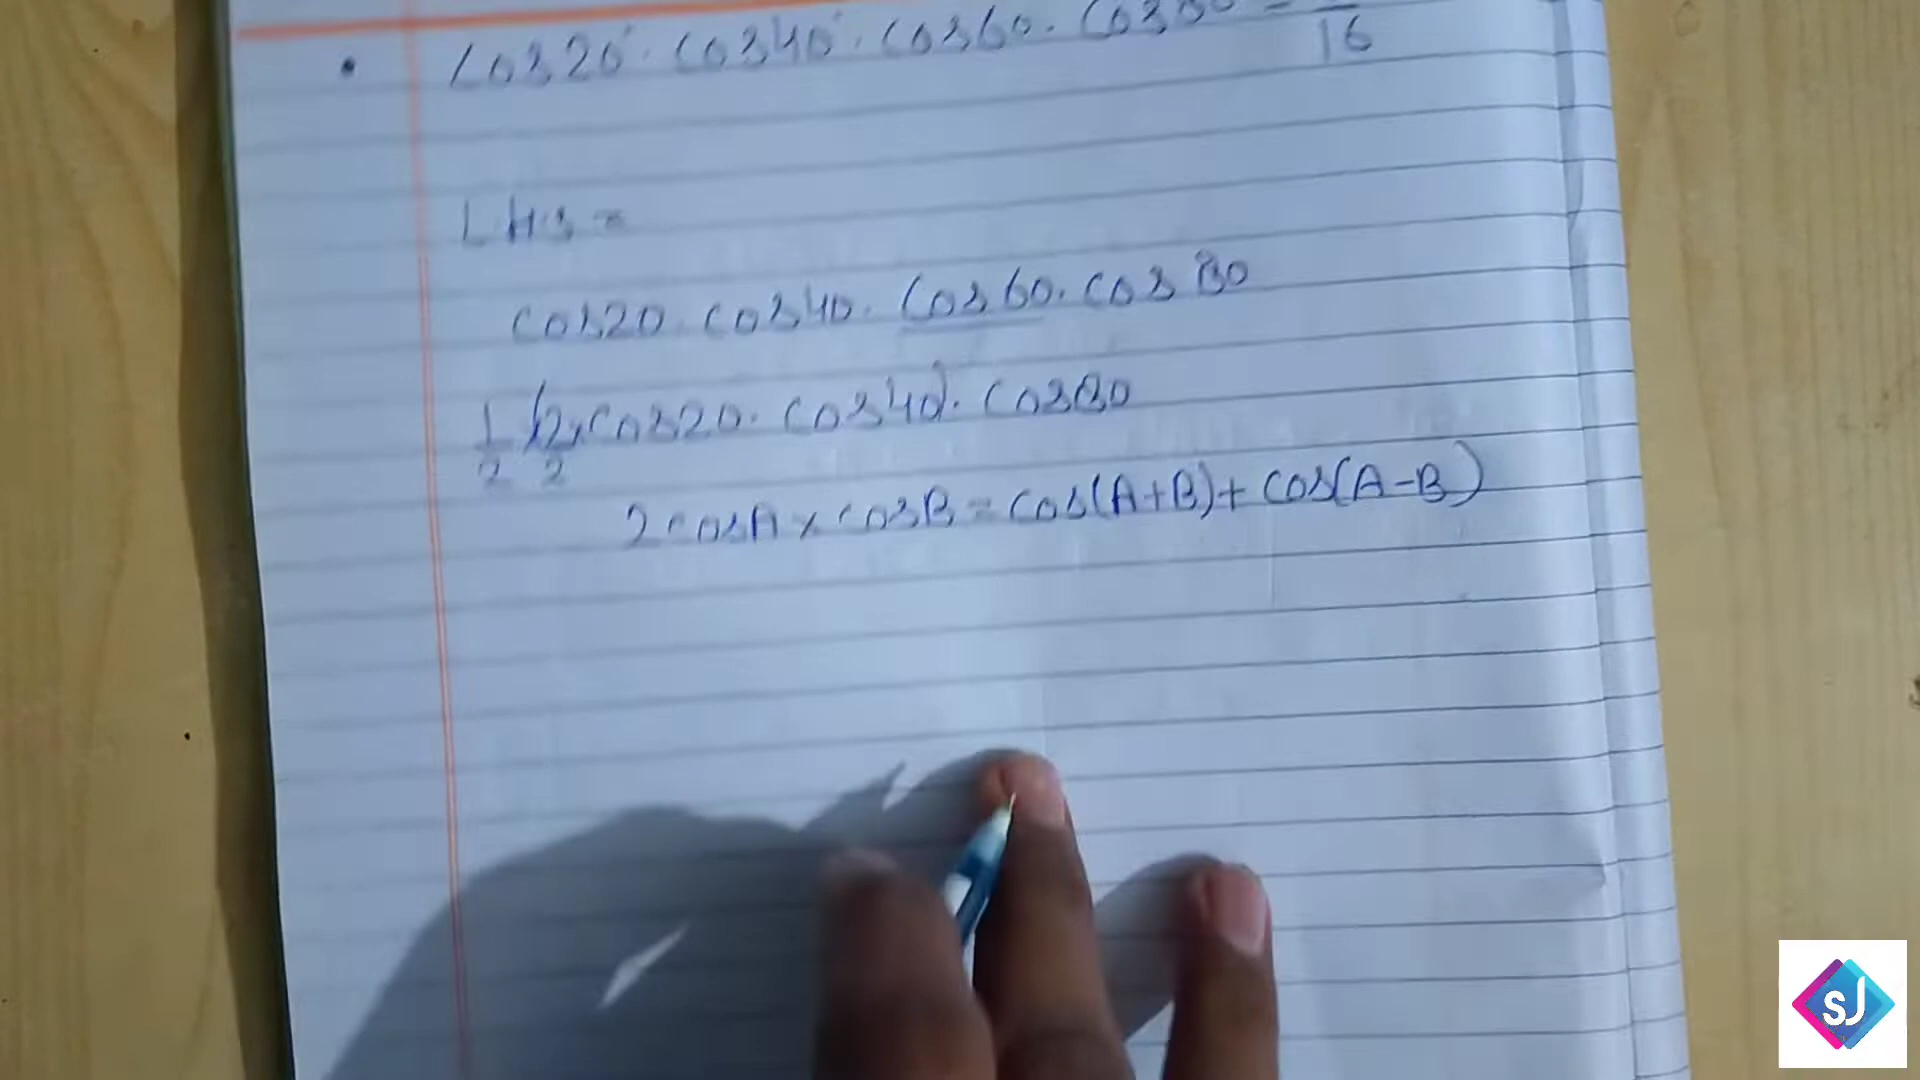 • cos20°. cos40°. cos60. cos80 = 1/16
LHS =
cos20. cos40. cos60. cos80
1/2 (2/2 cos20. cos40). cos80
2cosA x cosB = cos(A+B)+ cos(A-B)
SJ